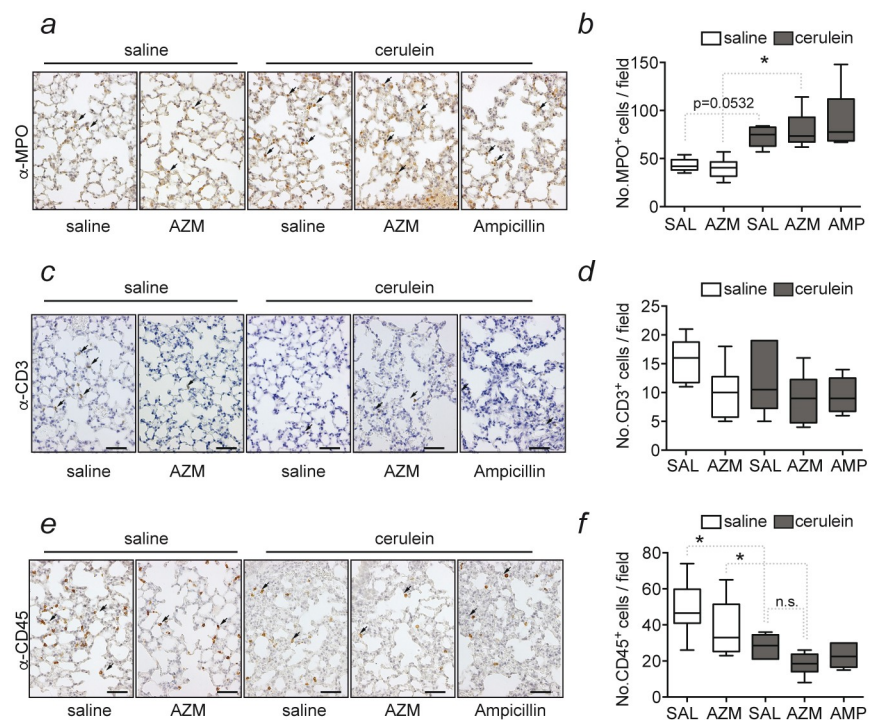 a
saline cerulein
α-MPO
saline AZM saline AZM Ampicillin
b
saline cerulein
No.MPO+ cells / field
150
100
50
0
p=0.0532
*
SAL AZM SAL AZM AMP
c
saline cerulein
α-CD3
saline AZM saline AZM Ampicillin
d
saline cerulein
No.CD3+ cells / field
25
20
15
10
5
0
SAL AZM SAL AZM AMP
e
saline cerulein
α-CD45
saline AZM saline AZM Ampicillin
f
saline cerulein
No.CD45+ cells / field
80
60
40
20
0
*
*
n.s.
SAL AZM SAL AZM AMP